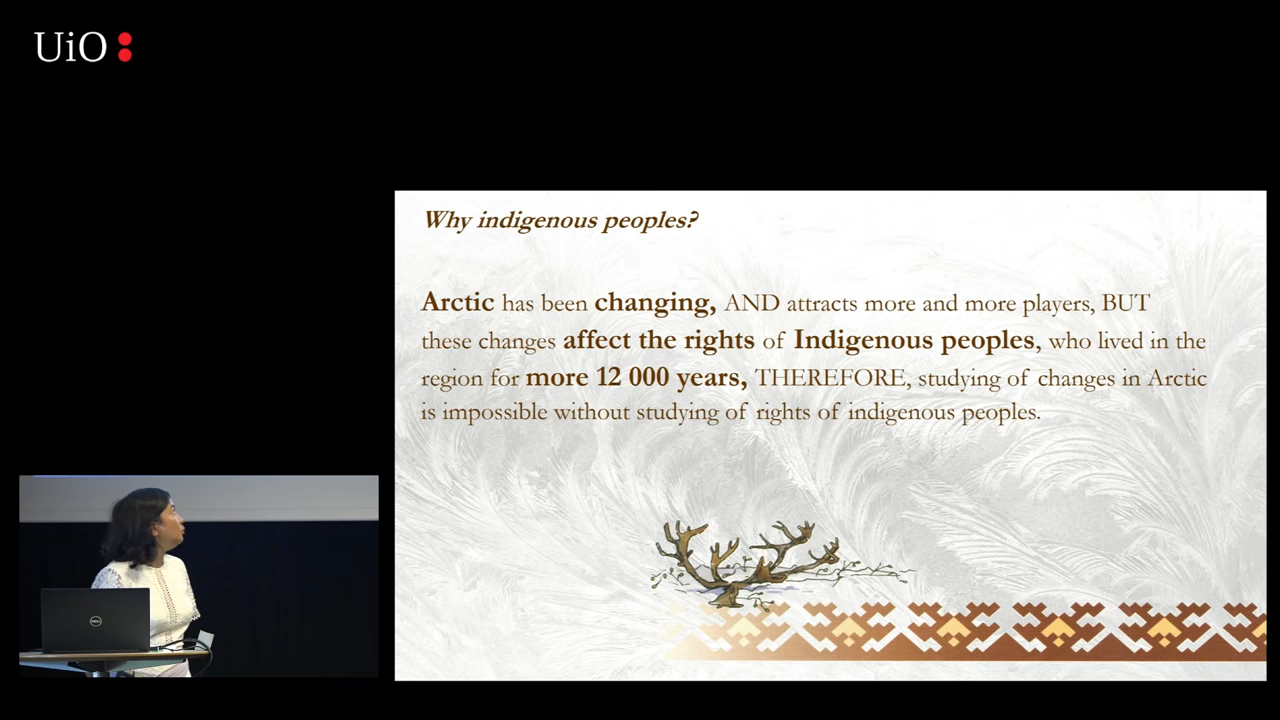 UiO
Why indigenous peoples?
Arctic has been changing, AND attracts more and more players, BUT
these changes affect the rights of Indigenous peoples, who lived in the
region for more 12 000 years, THEREFORE, studying of changes in Arctic
is impossible without studying of rights of indigenous peoples.
DELL